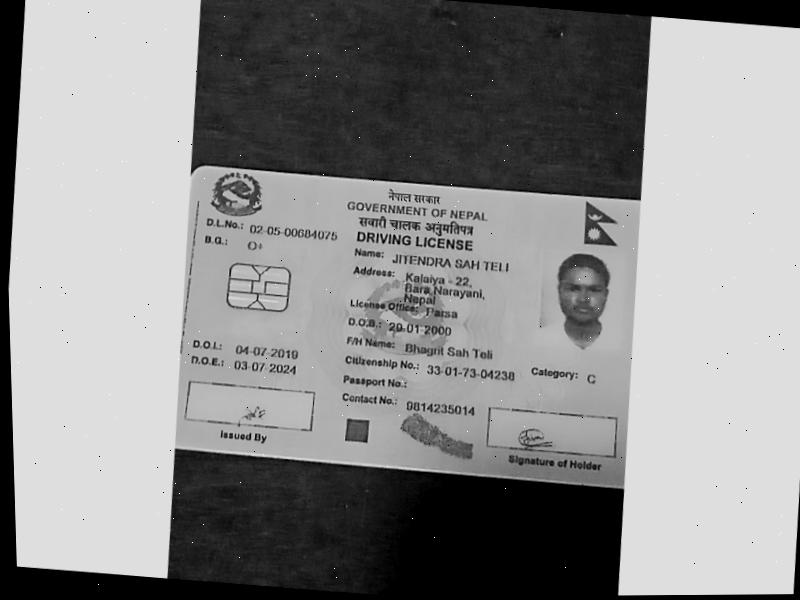 नेपाल सरकार
GOVERNMENT OF NEPAL
सवारी चालक अनुमतिपत्र
DRIVING LICENSE
D.L.No.: 02-05-00684075
B.G.: O+
Name: JITENDRA SAH TELI
Address: Kalaiya - 22,
Bara Narayani,
Nepal
License Office: Parsa
D.O.B.: 29-01-2000
F/H Name: Bhagrit Sah Teli
D.O.I.: 04-07-2019
D.O.E.: 03-07-2024
Citizenship No.: 33-01-73-04238
Category: C
Passport No.:
Contact No.: 9814235014
Issued By
Signature of Holder